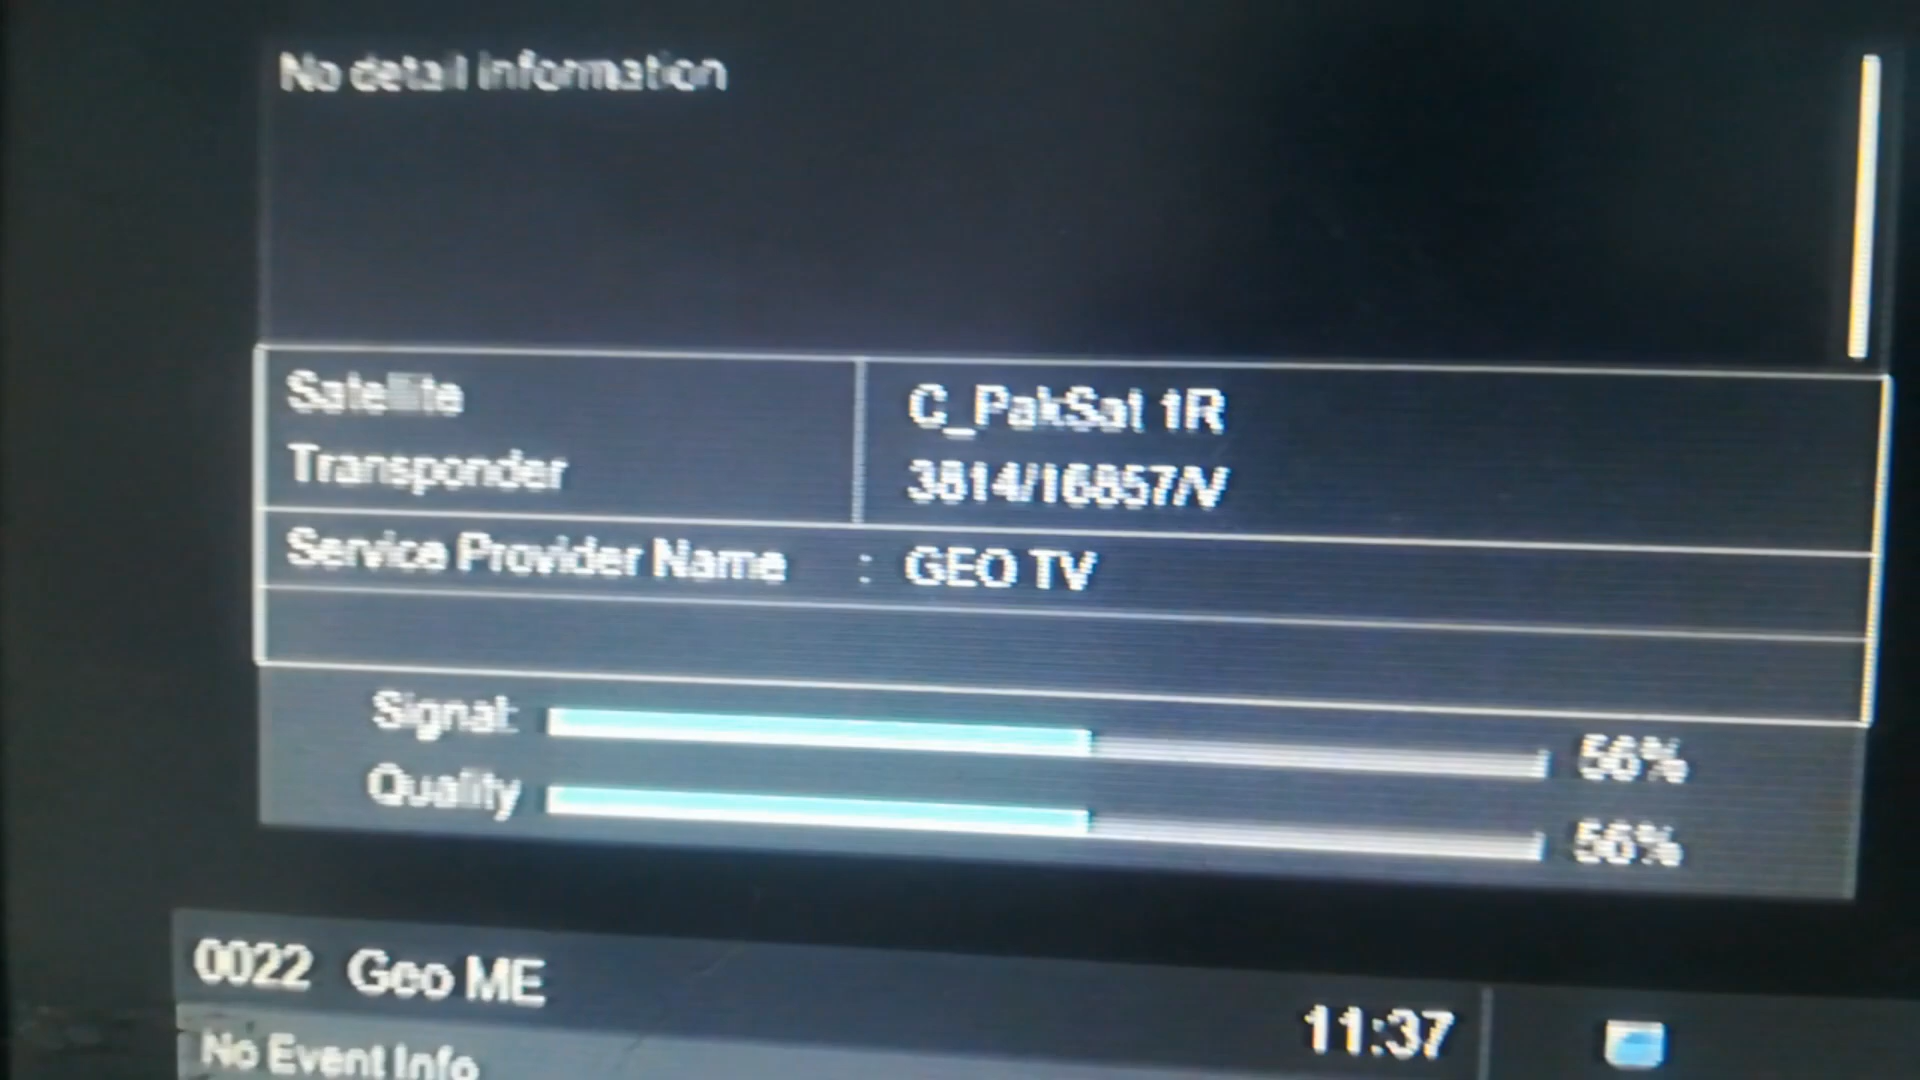 No detail information
Satellite C_PakSat 1R
Transponder 3814/16857/V
Service Provider Name : GEO TV
Signal: 56%
Quality 56%
0022 Geo ME
11:37
No Event Info